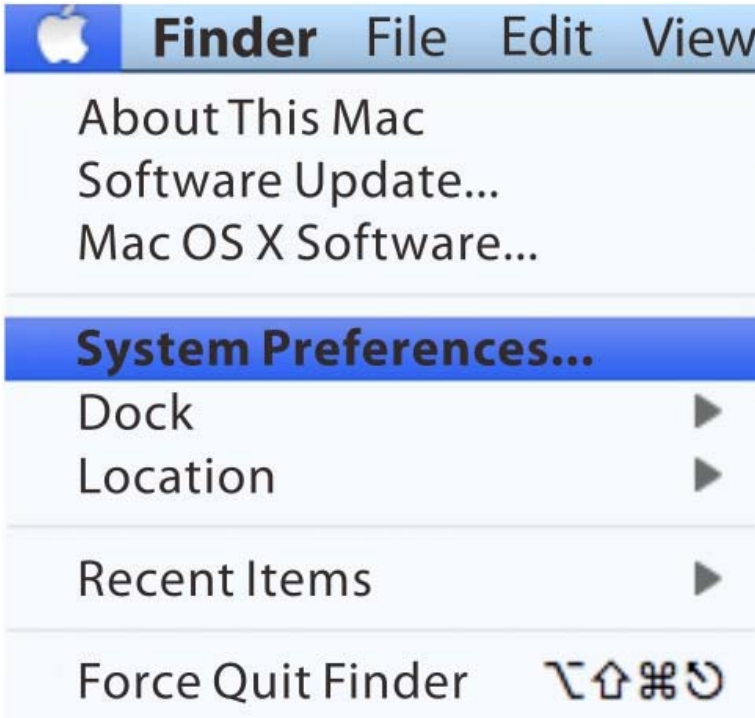 Finder File Edit View
About This Mac
Software Update...
Mac OS X Software...
System Preferences...
Dock
Location
Recent Items
Force Quit Finder ⌥⇧⌘⎋